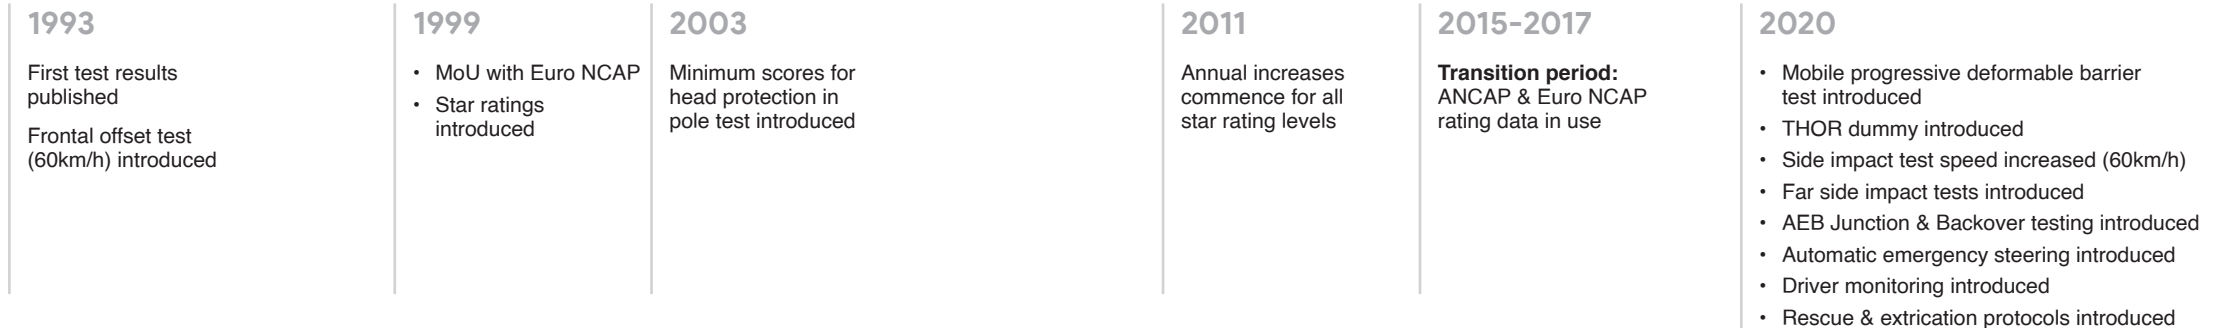 1993
First test results
published
Frontal offset test
(60km/h) introduced
1999
• MoU with Euro NCAP
• Star ratings
introduced
2003
Minimum scores for
head protection in
pole test introduced
2011
Annual increases
commence for all
star rating levels
2015-2017
Transition period:
ANCAP & Euro NCAP
rating data in use
2020
• Mobile progressive deformable barrier
test introduced
• THOR dummy introduced
• Side impact test speed increased (60km/h)
• Far side impact tests introduced
• AEB Junction & Backover testing introduced
• Automatic emergency steering introduced
• Driver monitoring introduced
• Rescue & extrication protocols introduced